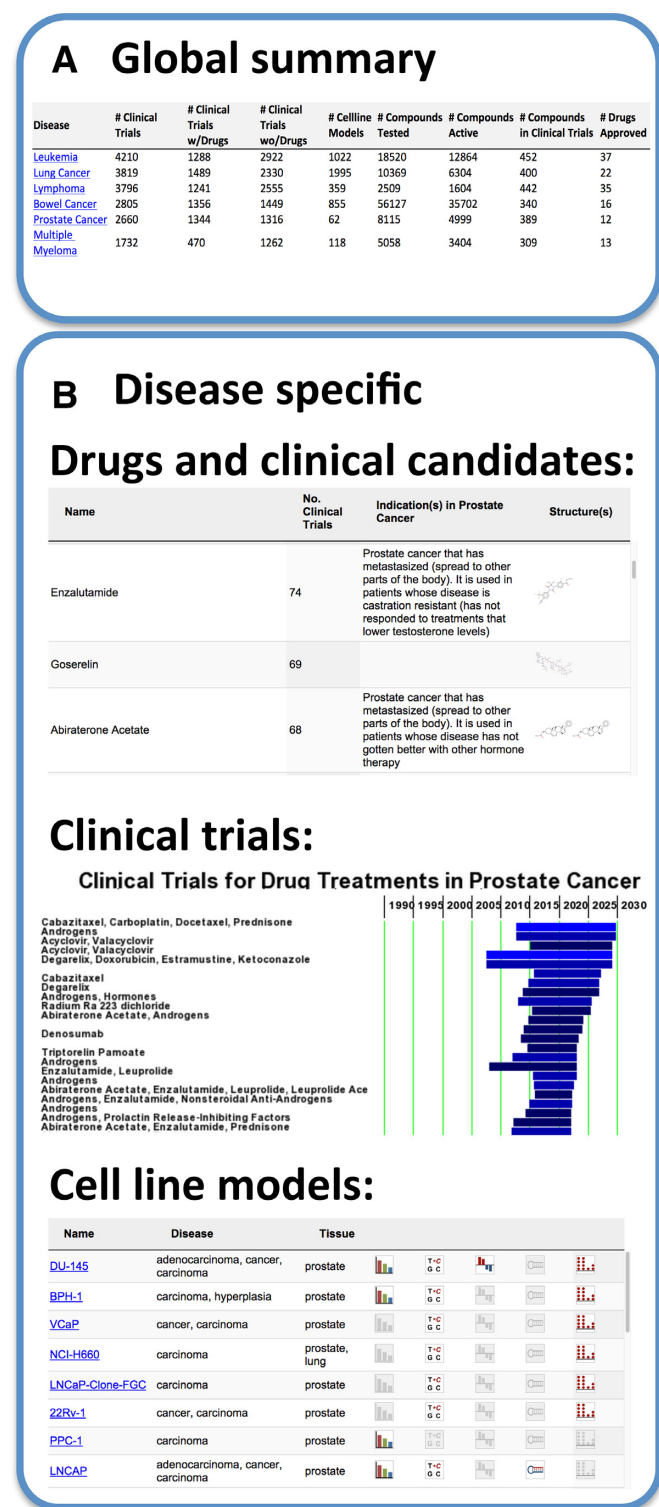 A Global summary
Disease # Clinical Trials # Clinical Trials w/Drugs # Clinical Trials wo/Drugs # Cellline Models # Compounds Tested # Compounds Active # Compounds in Clinical Trials # Drugs Approved
Leukemia 4210 1288 2922 1022 18520 12864 452 37
Lung Cancer 3819 1489 2330 1995 10369 6304 400 22
Lymphoma 3796 1241 2555 359 2509 1604 442 35
Bowel Cancer 2805 1356 1449 855 56127 35702 340 16
Prostate Cancer 2660 1344 1316 62 8115 4999 389 12
Multiple Myeloma 1732 470 1262 118 5058 3404 309 13
B Disease specific
Drugs and clinical candidates:
Name No. Clinical Trials Indication(s) in Prostate Cancer Structure(s)
Enzalutamide 74 Prostate cancer that has
metastasized (spread to other
parts of the body). It is used in
patients whose disease is
castration resistant (has not
responded to treatments that
lower testosterone levels)
Goserelin 69
Abiraterone Acetate 68 Prostate cancer that has
metastasized (spread to other
parts of the body). It is used in
patients whose disease has not
gotten better with other hormone
therapy
Clinical trials:
Clinical Trials for Drug Treatments in Prostate Cancer
1990 1995 2000 2005 2010 2015 2020 2025 2030
Cabazitaxel, Carboplatin, Docetaxel, Prednisone
Androgens
Acyclovir, Valacyclovir
Acyclovir, Valacyclovir
Degarelix, Doxorubicin, Estramustine, Ketoconazole
Cabazitaxel
Degarelix
Androgens, Hormones
Radium Ra 223 dichloride
Abiraterone Acetate, Androgens
Denosumab
Triptorelin Pamoate
Androgens
Enzalutamide, Leuprolide
Androgens
Abiraterone Acetate, Enzalutamide, Leuprolide, Leuprolide Ace
Androgens, Enzalutamide, Nonsteroidal Anti-Androgens
Androgens
Androgens, Prolactin Release-Inhibiting Factors
Abiraterone Acetate, Enzalutamide, Prednisone
Cell line models:
Name Disease Tissue
DU-145 adenocarcinoma, cancer, carcinoma prostate T•C G C
BPH-1 carcinoma, hyperplasia prostate T•C G C
VCaP cancer, carcinoma prostate T•C G C
NCI-H660 carcinoma prostate, lung T•C G C
LNCaP-Clone-FGC carcinoma prostate T•C G C
22Rv-1 cancer, carcinoma prostate T•C G C
PPC-1 carcinoma prostate T•C G C
LNCAP adenocarcinoma, cancer, carcinoma prostate T•C G C